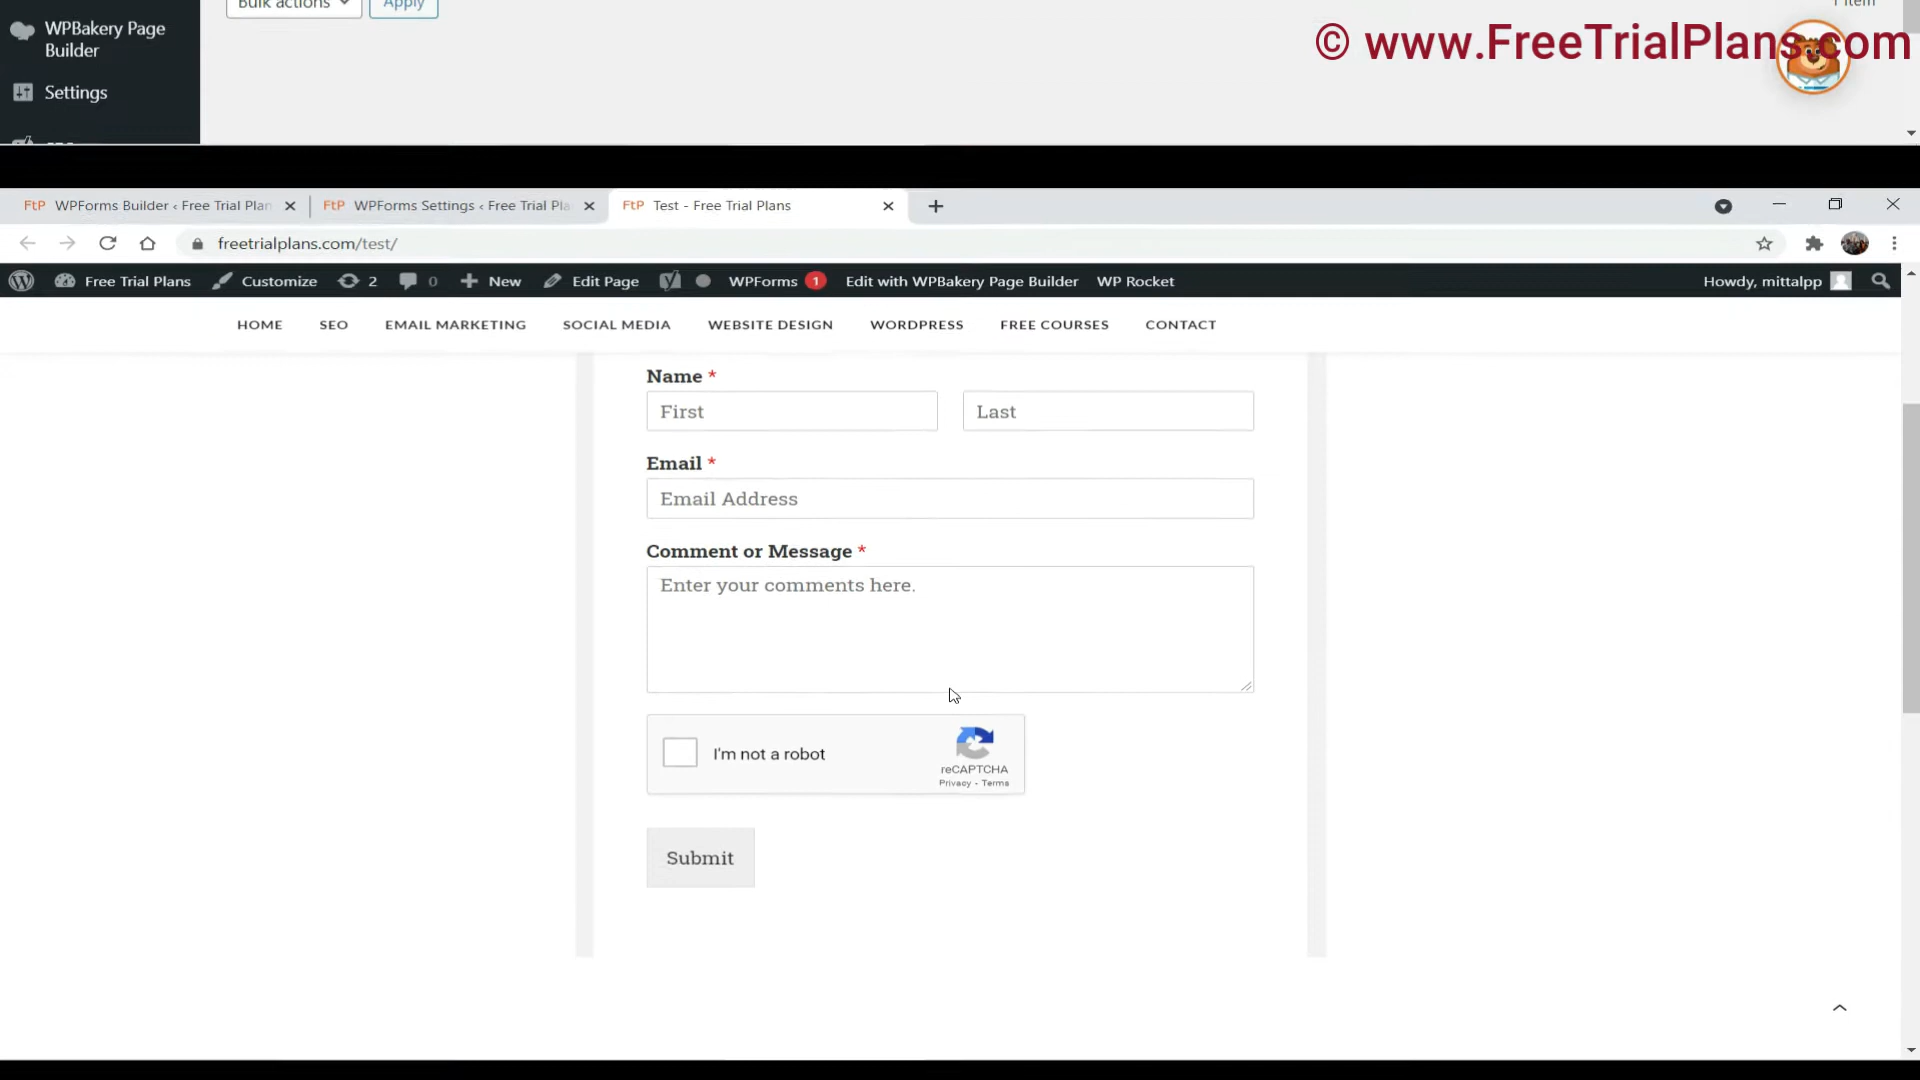 Bulk actions
Apply
1 item
WPBakery Page
Builder
Settings
© www.FreeTrialPlans.com
FtP WPForms Builder ‹ Free Trial Plan
FtP WPForms Settings ‹ Free Trial Pla
FtP Test - Free Trial Plans
freetrialplans.com/test/
Free Trial Plans Customize 2 0 New Edit Page WPForms 1 Edit with WPBakery Page Builder WP Rocket Howdy, mittalpp
HOME SEO EMAIL MARKETING SOCIAL MEDIA WEBSITE DESIGN WORDPRESS FREE COURSES CONTACT
Name *
First Last
Email *
Email Address
Comment or Message *
Enter your comments here.
I'm not a robot
reCAPTCHA
Privacy - Terms
Submit